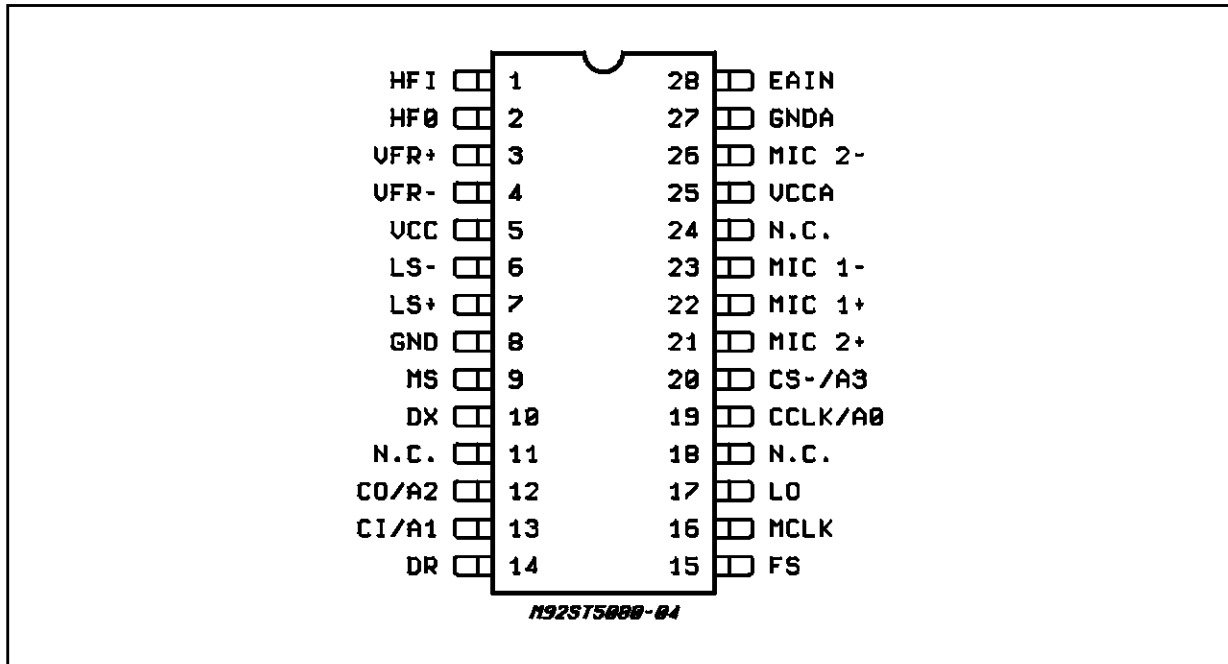 HFI 1 28 EAIN
HFO 2 27 GNDA
VFR+ 3 26 MIC 2-
VFR- 4 25 VCCA
VCC 5 24 N.C.
LS- 6 23 MIC 1-
LS+ 7 22 MIC 1+
GND 8 21 MIC 2+
MS 9 20 CS-/A3
DX 10 19 CCLK/A0
N.C. 11 18 N.C.
CO/A2 12 17 LO
CI/A1 13 16 MCLK
DR 14 15 FS
M92ST5080-04